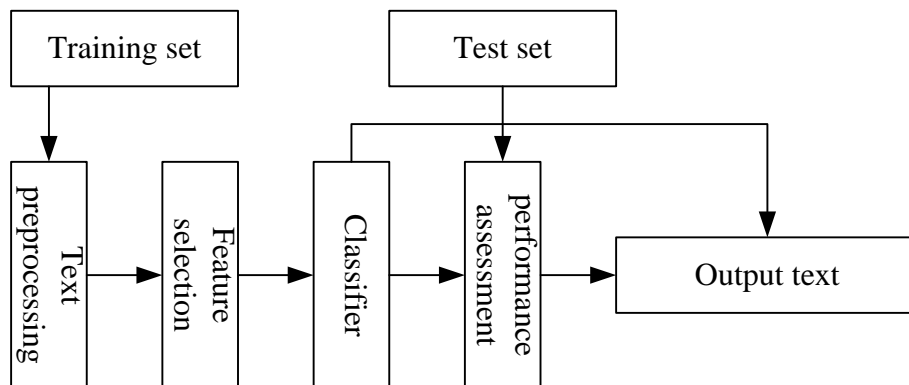 Training set
Test set
Text
preprocessing
Feature
selection
Classifier
performance
assessment
Output text